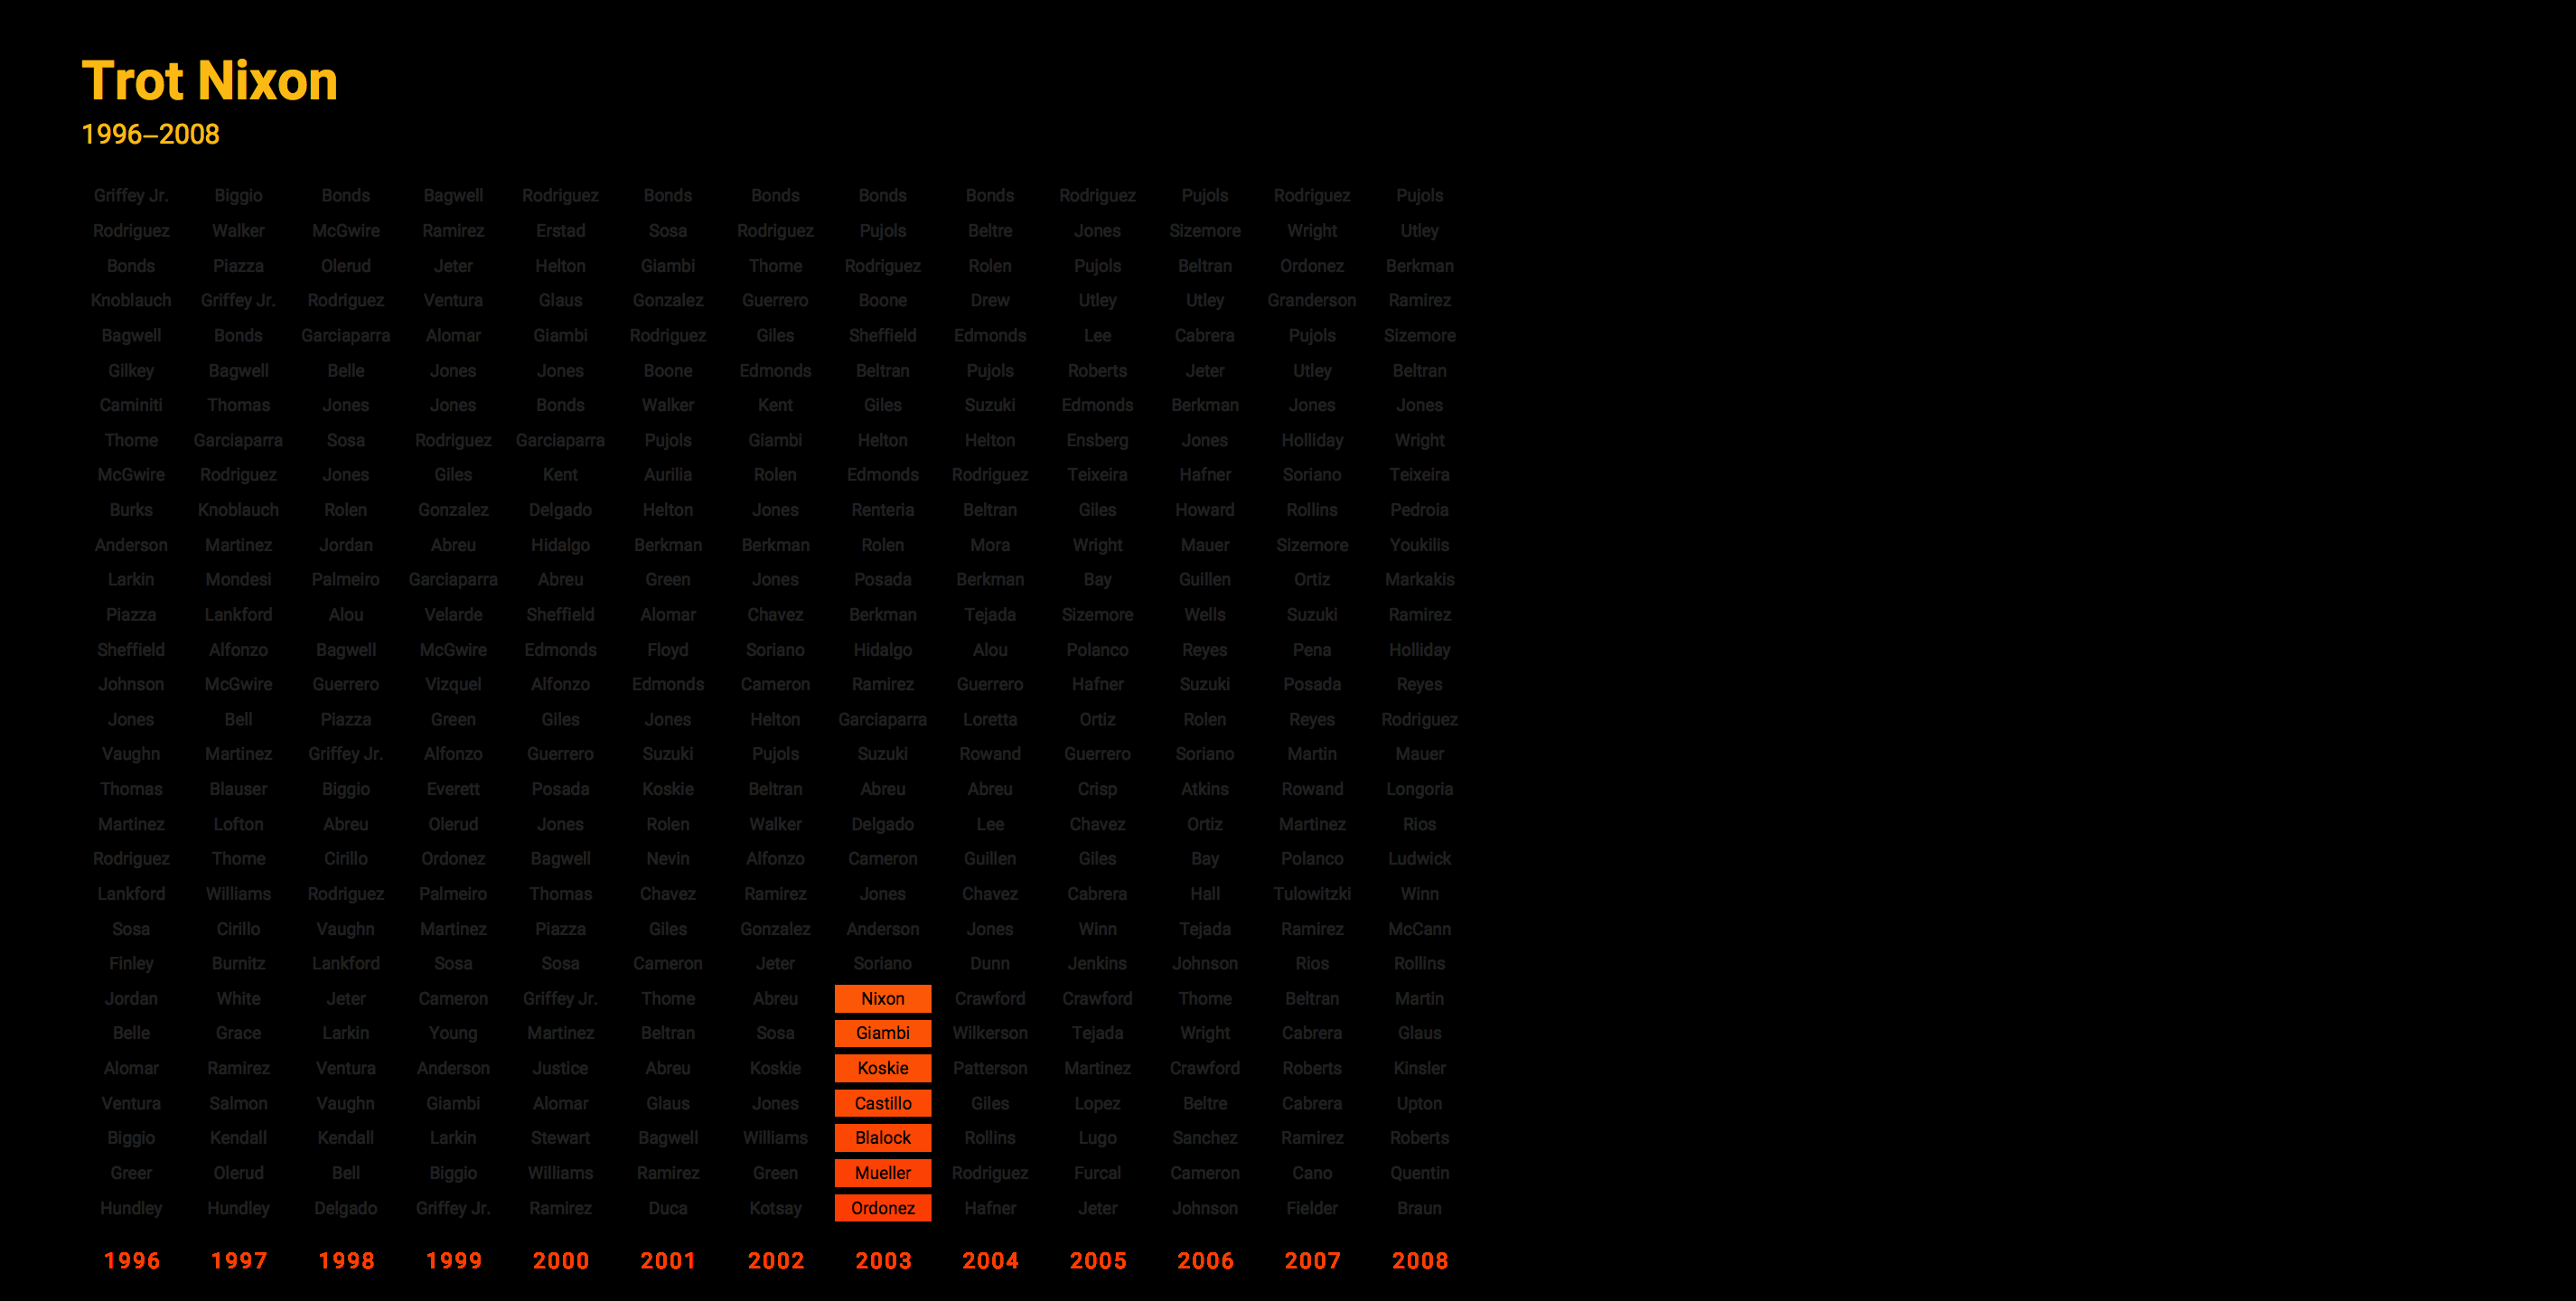 Trot Nixon
1996–2008
Griffey Jr. Biggio Bonds Bagwell Rodriguez Bonds Bonds Bonds Bonds Rodriguez Pujols Rodriguez Pujols
Rodriguez Walker McGwire Ramirez Erstad Sosa Rodriguez Pujols Beltre Jones Sizemore Wright Utley
Bonds Piazza Olerud Jeter Helton Giambi Thome Rodriguez Rolen Pujols Beltran Ordonez Berkman
Knoblauch Griffey Jr. Rodriguez Ventura Glaus Gonzalez Guerrero Boone Drew Utley Utley Granderson Ramirez
Bagwell Bonds Garciaparra Alomar Giambi Rodriguez Giles Sheffield Edmonds Lee Cabrera Pujols Sizemore
Gilkey Bagwell Belle Jones Jones Boone Edmonds Beltran Pujols Roberts Jeter Utley Beltran
Caminiti Thomas Jones Jones Bonds Walker Kent Giles Suzuki Edmonds Berkman Jones Jones
Thome Garciaparra Sosa Rodriguez Garciaparra Pujols Giambi Helton Helton Ensberg Jones Holliday Wright
McGwire Rodriguez Jones Giles Kent Aurilia Rolen Edmonds Rodriguez Teixeira Hafner Soriano Teixeira
Burks Knoblauch Rolen Gonzalez Delgado Helton Jones Renteria Beltran Giles Howard Rollins Pedroia
Anderson Martinez Jordan Abreu Hidalgo Berkman Berkman Rolen Mora Wright Mauer Sizemore Youkilis
Larkin Mondesi Palmeiro Garciaparra Abreu Green Jones Posada Berkman Bay Guillen Ortiz Markakis
Piazza Lankford Alou Velarde Sheffield Alomar Chavez Berkman Tejada Sizemore Wells Suzuki Ramirez
Sheffield Alfonzo Bagwell McGwire Edmonds Floyd Soriano Hidalgo Alou Polanco Reyes Pena Holliday
Johnson McGwire Guerrero Vizquel Alfonzo Edmonds Cameron Ramirez Guerrero Hafner Suzuki Posada Reyes
Jones Bell Piazza Green Giles Jones Helton Garciaparra Loretta Ortiz Rolen Reyes Rodriguez
Vaughn Martinez Griffey Jr. Alfonzo Guerrero Suzuki Pujols Suzuki Rowand Guerrero Soriano Martin Mauer
Thomas Blauser Biggio Everett Posada Koskie Beltran Abreu Abreu Crisp Atkins Rowand Longoria
Martinez Lofton Abreu Olerud Jones Rolen Walker Delgado Lee Chavez Ortiz Martinez Rios
Rodriguez Thome Cirillo Ordonez Bagwell Nevin Alfonzo Cameron Guillen Giles Bay Polanco Ludwick
Lankford Williams Rodriguez Palmeiro Thomas Chavez Ramirez Jones Chavez Cabrera Hall Tulowitzki Winn
Sosa Cirillo Vaughn Martinez Piazza Giles Gonzalez Anderson Jones Winn Tejada Ramirez McCann
Finley Burnitz Lankford Sosa Sosa Cameron Jeter Soriano Dunn Jenkins Johnson Rios Rollins
Jordan White Jeter Cameron Griffey Jr. Thome Abreu Nixon Crawford Crawford Thome Beltran Martin
Belle Grace Larkin Young Martinez Beltran Sosa Giambi Wilkerson Tejada Wright Cabrera Glaus
Alomar Ramirez Ventura Anderson Justice Abreu Koskie Koskie Patterson Martinez Crawford Roberts Kinsler
Ventura Salmon Vaughn Giambi Alomar Glaus Jones Castillo Giles Lopez Beltre Cabrera Upton
Biggio Kendall Kendall Larkin Stewart Bagwell Williams Blalock Rollins Lugo Sanchez Ramirez Roberts
Greer Olerud Bell Biggio Williams Ramirez Green Mueller Rodriguez Furcal Cameron Cano Quentin
Hundley Hundley Delgado Griffey Jr. Ramirez Duca Kotsay Ordonez Hafner Jeter Johnson Fielder Braun
1996 1997 1998 1999 2000 2001 2002 2003 2004 2005 2006 2007 2008